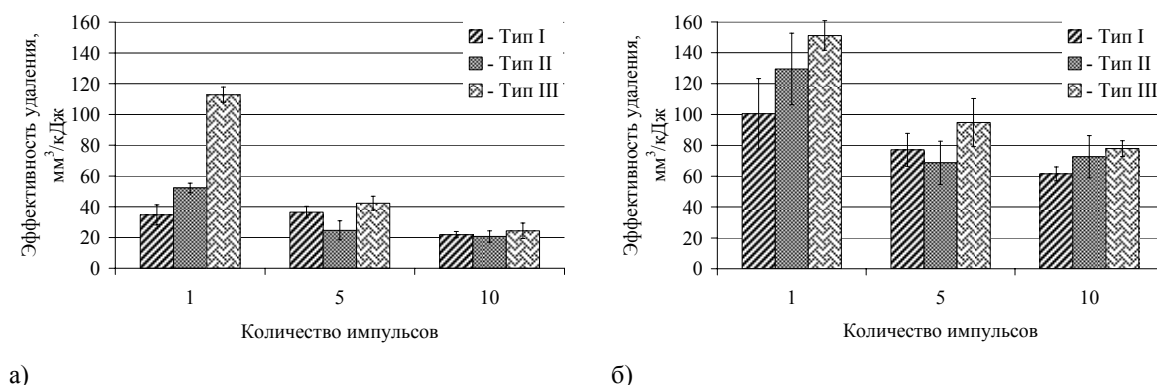 Эффективность удаления,
мм³/кДж
160
140
120
100
80
60
40
20
0
- Тип I
- Тип II
- Тип III
1 5 10
Количество импульсов
а)
Эффективность удаления,
мм³/кДж
160
140
120
100
80
60
40
20
0
- Тип I
- Тип II
- Тип III
1 5 10
Количество импульсов
б)